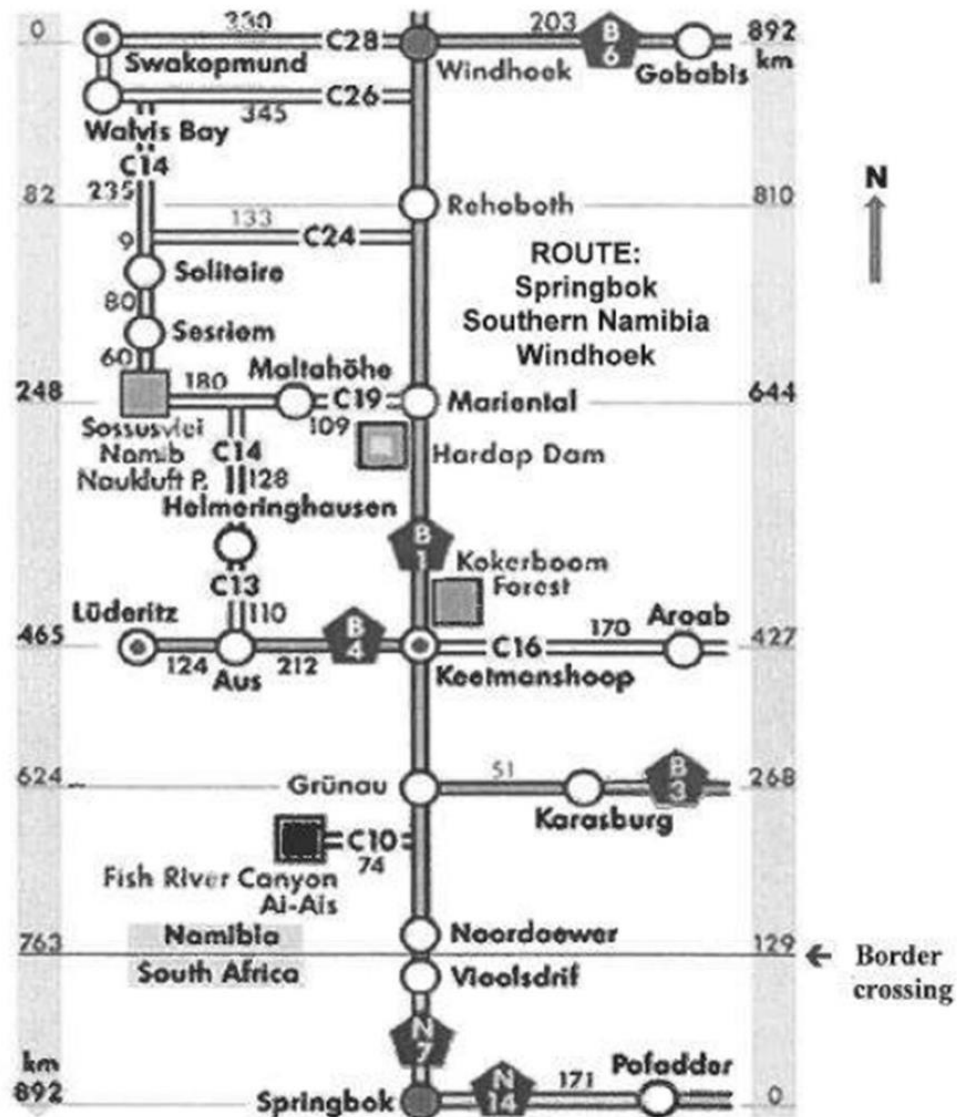 0 330 C28 203 B 6 892 km
Swakopmund Windhoek Gobabis
C26
345
Walvis Bay
C14
235
82 Rehoboth 810
133 C24
9
N
ROUTE:
Springbok
Southern Namibia
Windhoek
Solitaire
80
Sesriem
60
Maltahöhe
248 180 C19 Mariental 644
109
Sossusvlei
Namib
Naukluft P.
C14
128
Hardap Dam
Helmeringhausen
B 1
Kokerboom
Forest
C13
110
Lüderitz B 4 Aroab
465 C16 170 427
124 Aus 212 Keetmanshoop
624 Grünau 51 B 3 268
Karasburg
C10
74
Fish River Canyon
Ai-Ais
Namibia Noordoewer
763 129 Border
crossing
South Africa Vioolsdrif
N 7
km
892 Springbok N 14 171 Pofadder 0